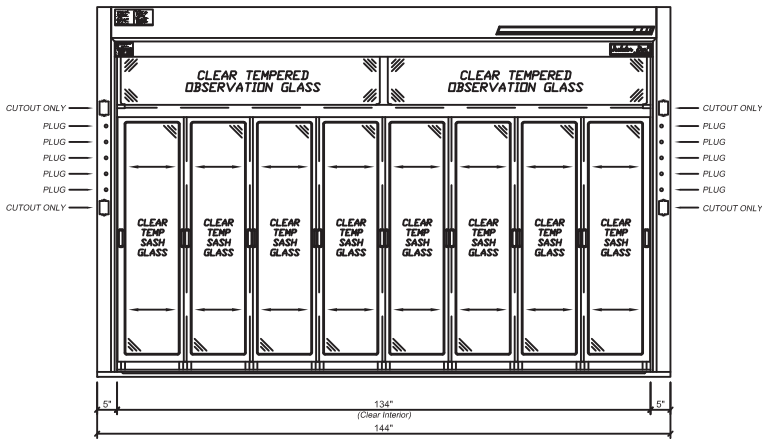 CLEAR TEMPERED
OBSERVATION GLASS
CLEAR TEMPERED
OBSERVATION GLASS
CUTOUT ONLY
PLUG
PLUG
PLUG
PLUG
PLUG
CUTOUT ONLY
CUTOUT ONLY
PLUG
PLUG
PLUG
PLUG
PLUG
CUTOUT ONLY
CLEAR
TEMP
SASH
GLASS
CLEAR
TEMP
SASH
GLASS
CLEAR
TEMP
SASH
GLASS
CLEAR
TEMP
SASH
GLASS
CLEAR
TEMP
SASH
GLASS
CLEAR
TEMP
SASH
GLASS
CLEAR
TEMP
SASH
GLASS
CLEAR
TEMP
SASH
GLASS
5"
134"
5"
(Clear Interior)
144"